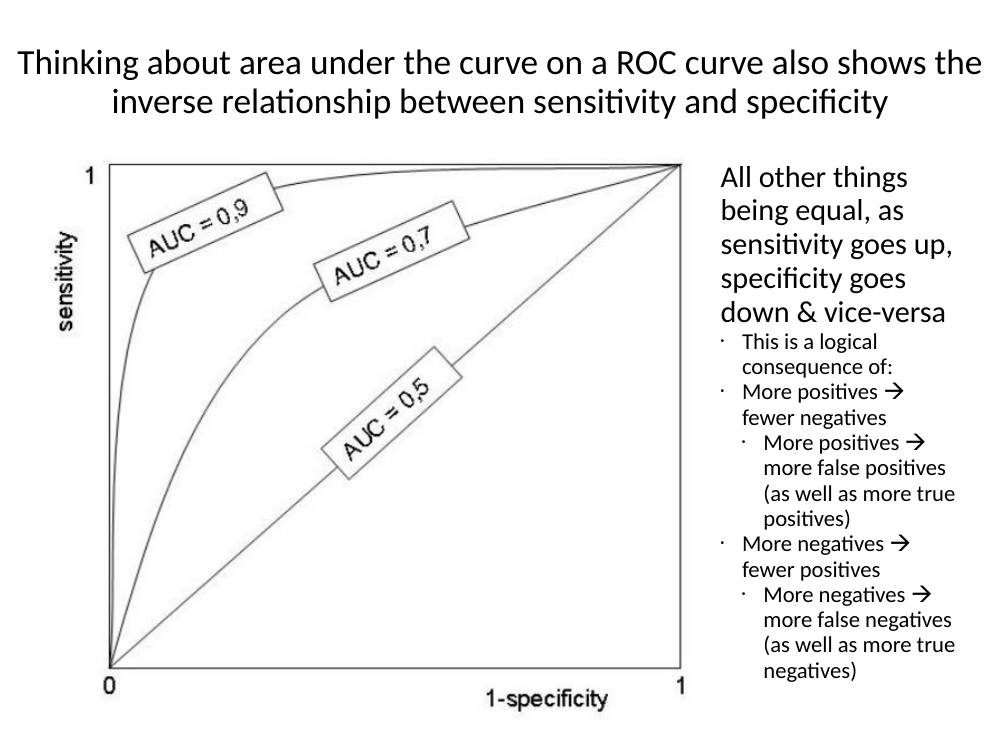 Thinking about area under the curve on a ROC curve also shows the
inverse relationship between sensitivity and specificity
1
sensitivity
AUC = 0,9
AUC = 0,7
AUC = 0,5
0
1-specificity
1
All other things
being equal, as
sensitivity goes up,
specificity goes
down & vice-versa
· This is a logical
consequence of:
· More positives →
fewer negatives
· More positives →
more false positives
(as well as more true
positives)
· More negatives →
fewer positives
· More negatives →
more false negatives
(as well as more true
negatives)